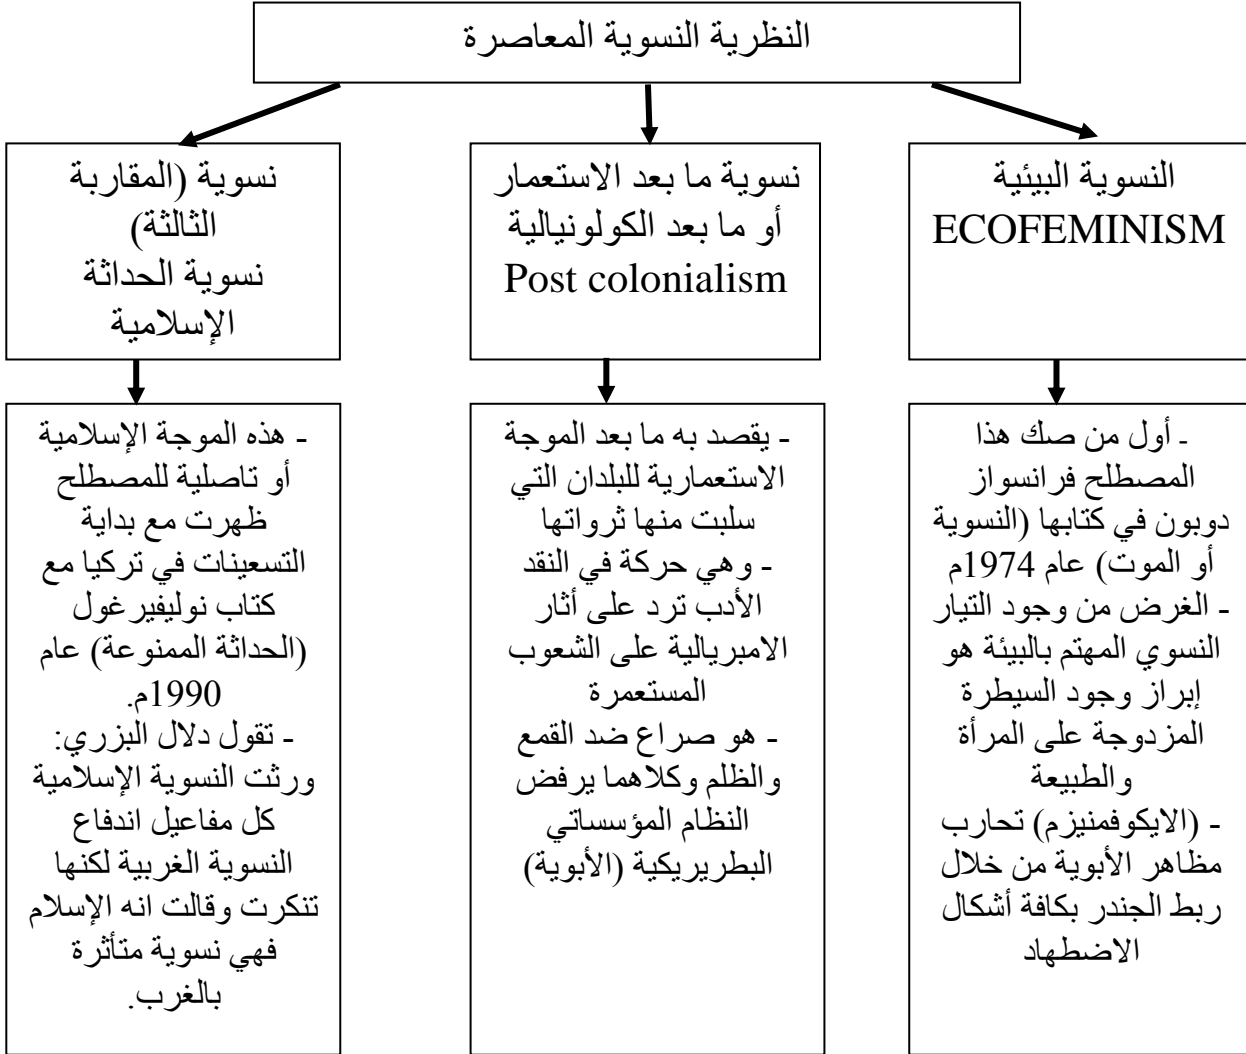 النظرية النسوية المعاصرة
النسوية البيئية
ECOFEMINISM
نسوية ما بعد الاستعمار
أو ما بعد الكولونيالية
Post colonialism
نسوية (المقاربة
الثالثة)
نسوية الحداثة
الإسلامية
- أول من صك هذا
المصطلح فرانسواز
دوبون في كتابها (النسوية
أو الموت) عام 1974م
- الغرض من وجود التيار
النسوي المهتم بالبيئة هو
إبراز وجود السيطرة
المزدوجة على المرأة
والطبيعة
- (الايكوفمنيزم) تحارب
مظاهر الأبوية من خلال
ربط الجندر بكافة أشكال
الاضطهاد
- يقصد به ما بعد الموجة
الاستعمارية للبلدان التي
سلبت منها ثرواتها
- وهي حركة في النقد
الأدب ترد على أثار
الامبريالية على الشعوب
المستعمرة
- هو صراع ضد القمع
والظلم وكلاهما يرفض
النظام المؤسساتي
البطريريكية (الأبوية)
- هذه الموجة الإسلامية
أو تاصلية للمصطلح
ظهرت مع بداية
التسعينات في تركيا مع
كتاب نوليفير غول
(الحداثة الممنوعة) عام
1990م.
- تقول دلال البزري:
ورثت النسوية الإسلامية
كل مفاعيل اندفاع
النسوية الغربية لكنها
تنكرت وقالت انه الإسلام
فهي نسوية متأثرة
بالغرب.